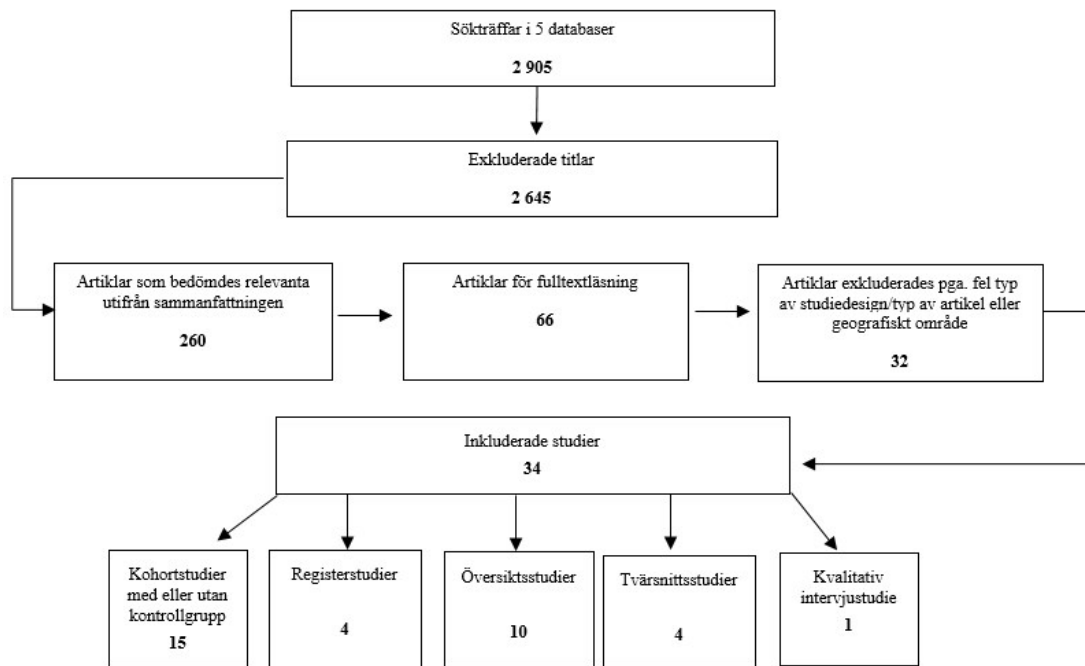 Sökträffar i 5 databaser
2 905
Exkluderade titlar
2 645
Artiklar som bedömdes relevanta
utifrån sammanfattningen
260
Artiklar för fulltextläsning
66
Artiklar exkluderades pga. fel typ
av studiedesign/typ av artikel eller
geografiskt område
32
Inkluderade studier
34
Kohortstudier
med eller utan
kontrollgrupp
15
Registerstudier
4
Översiktsstudier
10
Tvärsnittsstudier
4
Kvalitativ
intervjustudie
1